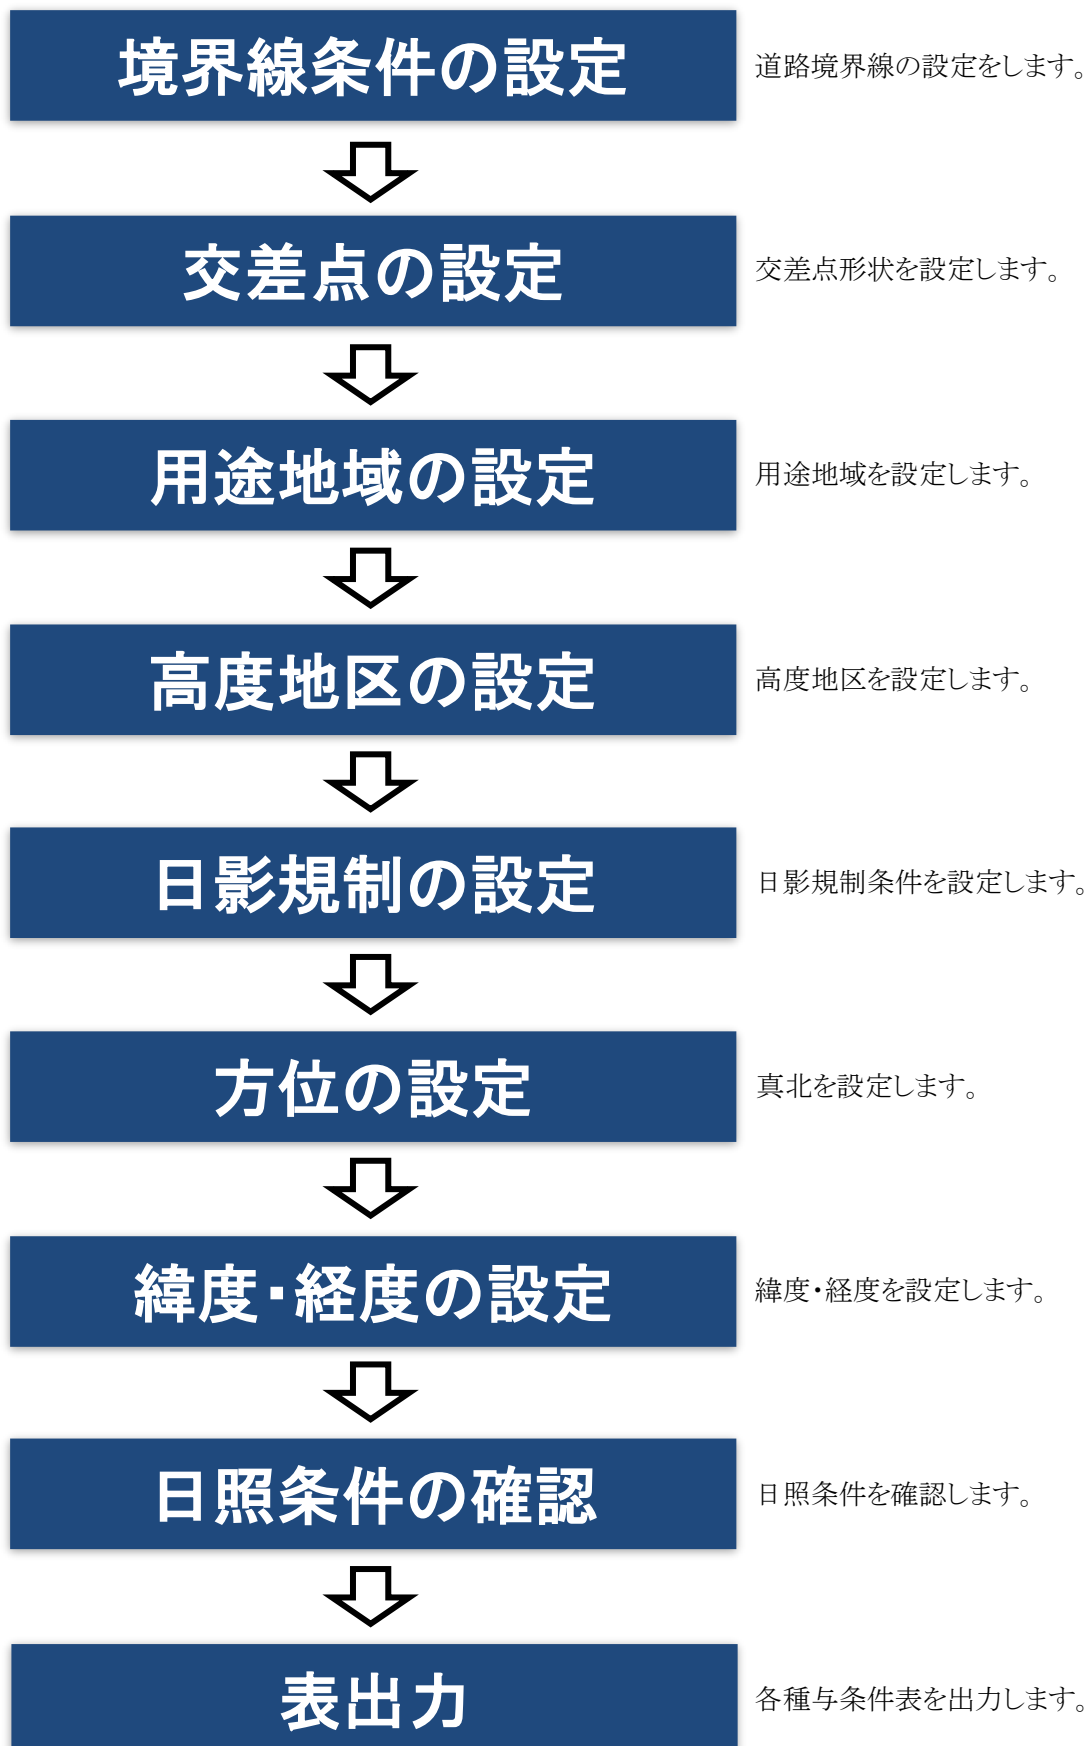 境界線条件の設定
道路境界線の設定をします。
交差点の設定
交差点形状を設定します。
用途地域の設定
用途地域を設定します。
高度地区の設定
高度地区を設定します。
日影規制の設定
日影規制条件を設定します。
方位の設定
真北を設定します。
緯度・経度の設定
緯度・経度を設定します。
日照条件の確認
日照条件を確認します。
表出力
各種与条件表を出力します。